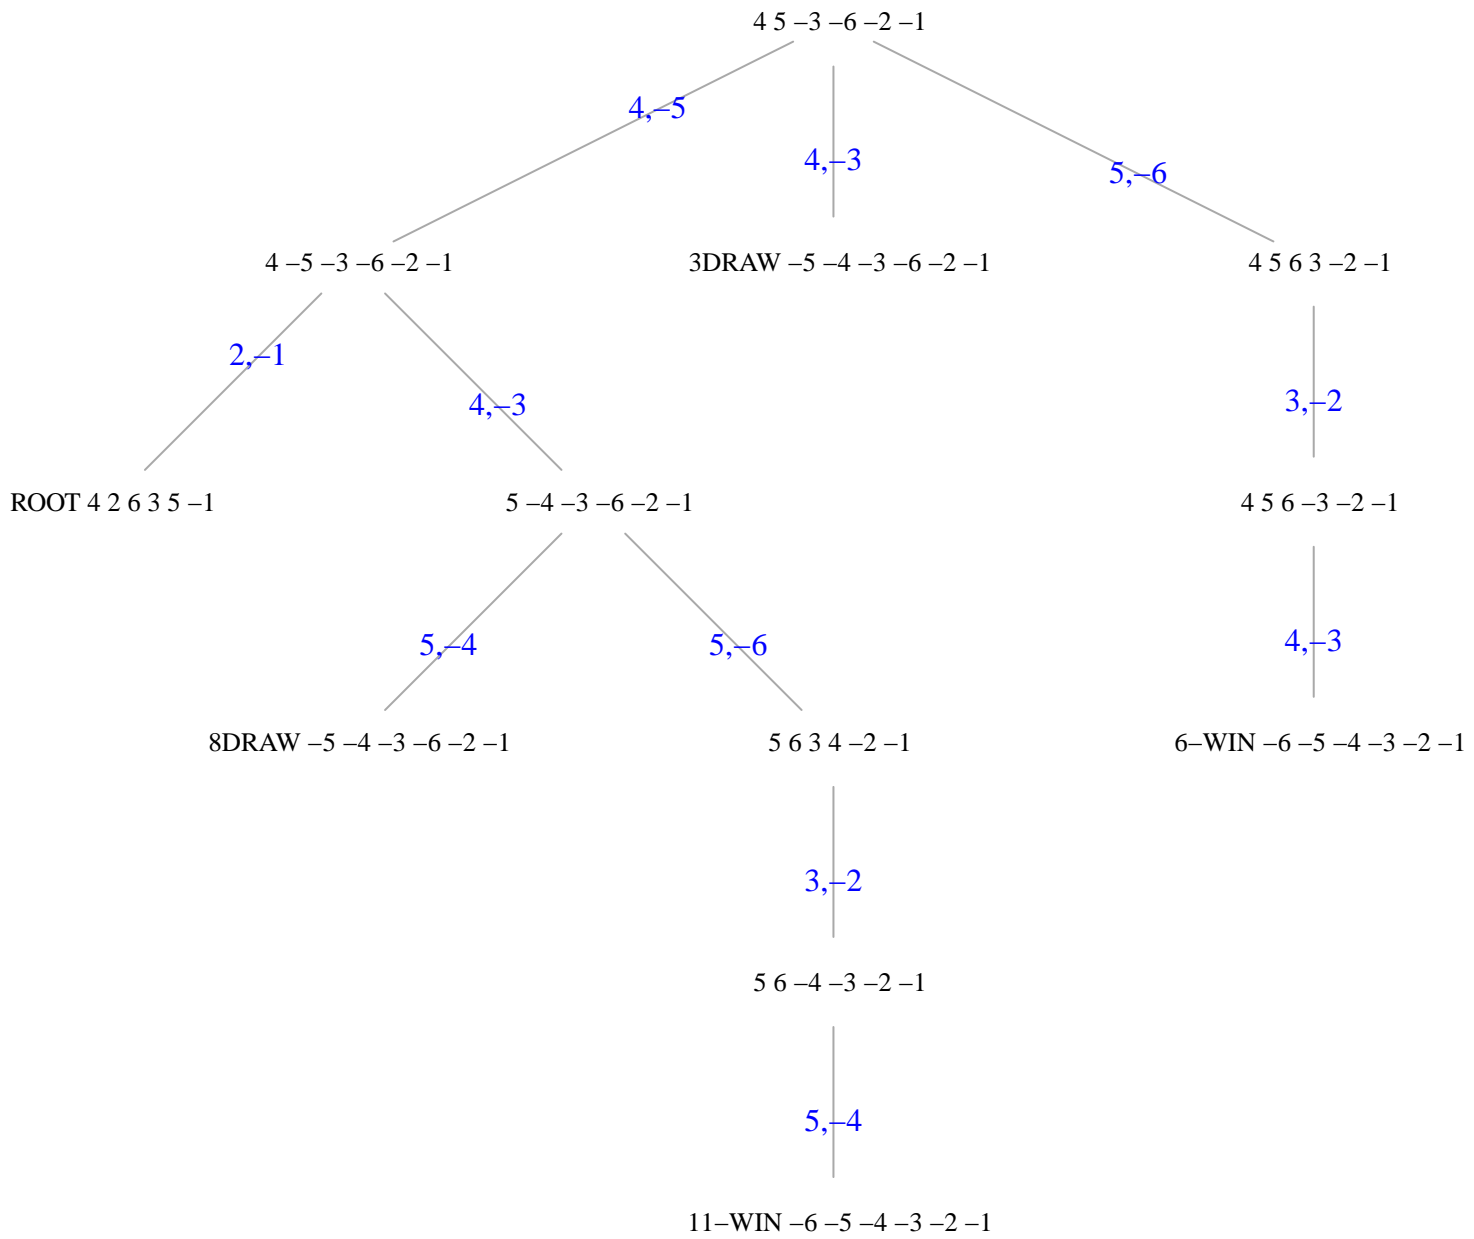 4 5 –3 –6 –2 –1
4,–5
4,–3
5,–6
4 –5 –3 –6 –2 –1
3DRAW –5 –4 –3 –6 –2 –1
4 5 6 3 –2 –1
2,–1
4,–3
3,–2
ROOT 4 2 6 3 5 –1
5 –4 –3 –6 –2 –1
4 5 6 –3 –2 –1
5,–4
5,–6
4,–3
8DRAW –5 –4 –3 –6 –2 –1
5 6 3 4 –2 –1
6–WIN –6 –5 –4 –3 –2 –1
3,–2
5 6 –4 –3 –2 –1
5,–4
11–WIN –6 –5 –4 –3 –2 –1